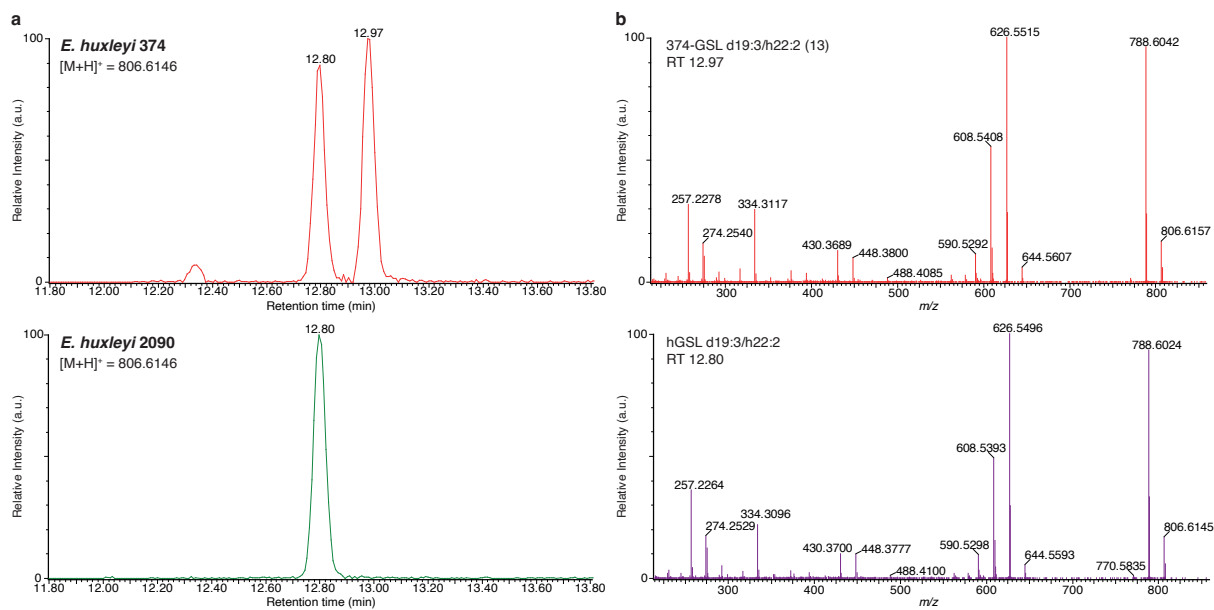 a
E. huxleyi 374
[M+H]+ = 806.6146
Relative Intensity (a.u.)
100
0
12.80
12.97
11.80 12.00 12.20 12.40 12.60 12.80 13.00 13.20 13.40 13.60 13.80
Retention time (min)
E. huxleyi 2090
[M+H]+ = 806.6146
Relative Intensity (a.u.)
100
0
12.80
11.80 12.00 12.20 12.40 12.60 12.80 13.00 13.20 13.40 13.60 13.80
Retention time (min)
b
374-GSL d19:3/h22:2 (13)
RT 12.97
Relative Intensity (a.u.)
100
0
257.2278
274.2540
334.3117
430.3689
448.3800
488.4085
590.5292
608.5408
626.5515
644.5607
788.6042
806.6157
300 400 500 600 700 800
m/z
hGSL d19:3/h22:2
RT 12.80
Relative Intensity (a.u.)
100
0
257.2264
274.2529
334.3096
430.3700
448.3777
488.4100
590.5298
608.5393
626.5496
644.5593
770.5835
788.6024
806.6145
200 300 400 500 600 700 800
m/z